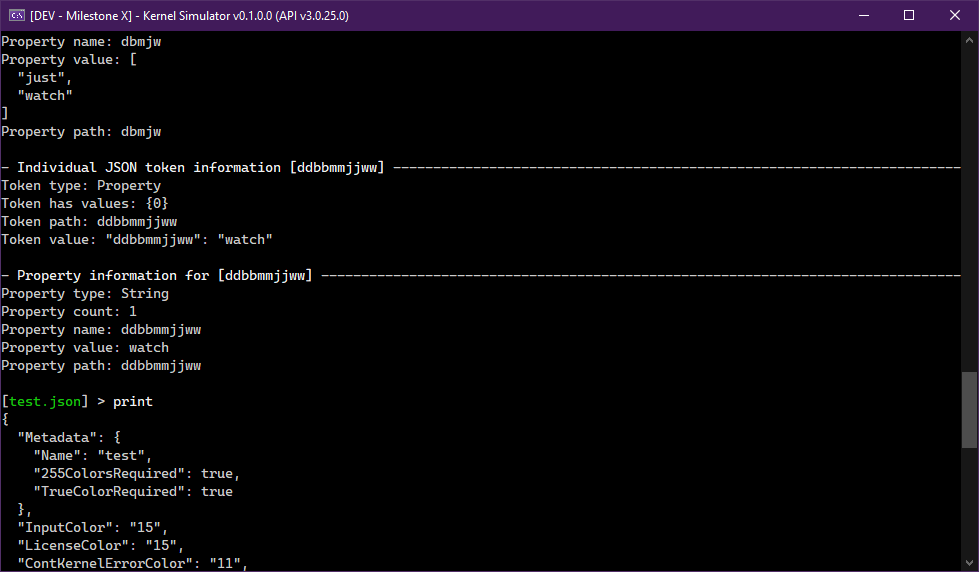 [DEV - Milestone X] - Kernel Simulator v0.1.0.0 (API v3.0.25.0)
Property name: dbmjw
Property value: [
  "just",
  "watch"
]
Property path: dbmjw
- Individual JSON token information [ddbbmmjjww] ------------------------------------------------------------------------
Token type: Property
Token has values: {0}
Token path: ddbbmmjjww
Token value: "ddbbmmjjww": "watch"
- Property information for [ddbbmmjjww] ---------------------------------------------------------------------------------
Property type: String
Property count: 1
Property name: ddbbmmjjww
Property value: watch
Property path: ddbbmmjjww
[test.json] > print
{
  "Metadata": {
    "Name": "test",
    "255ColorsRequired": true,
    "TrueColorRequired": true
  },
  "InputColor": "15",
  "LicenseColor": "15",
  "ContKernelErrorColor": "11",